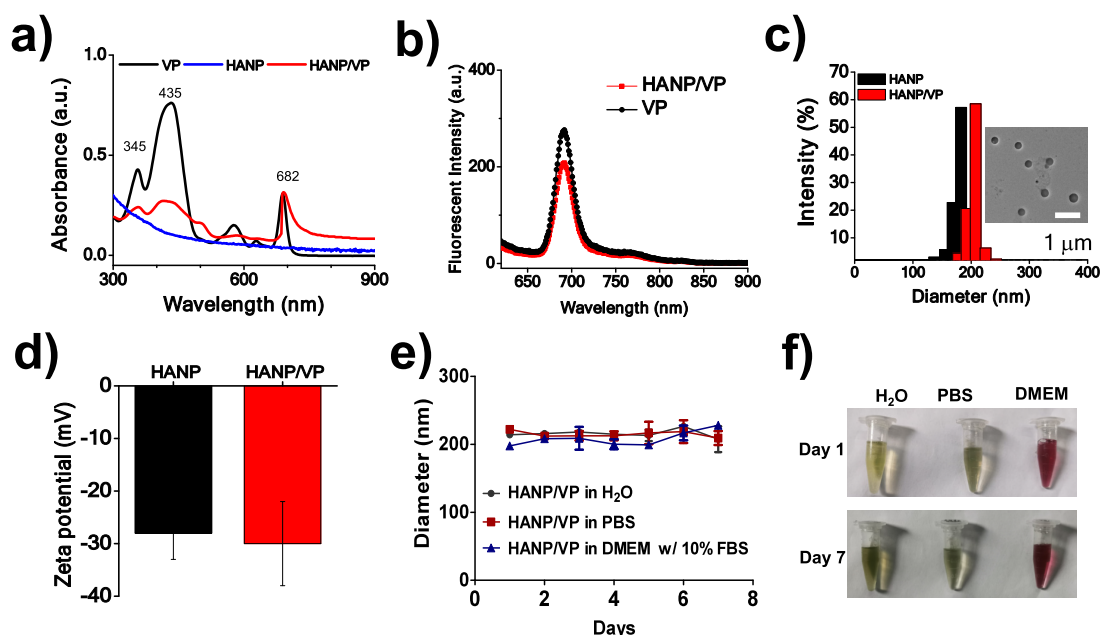 a)
VP HANP HANP/VP
1.0
0.5
0.0
Absorbance (a.u.)
345
435
682
300 600 900
Wavelength (nm)
b)
400
200
0
Fluorescent Intensity (a.u.)
HANP/VP
VP
650 700 750 800 850 900
Wavelength (nm)
c)
70
60
50
40
30
20
10
Intensity (%)
HANP
HANP/VP
1 μm
0 100 200 300 400
Diameter (nm)
d)
HANP HANP/VP
0
-10
-20
-30
-40
Zeta potential (mV)
e)
300
200
100
0
Diameter (nm)
HANP/VP in H₂O
HANP/VP in PBS
HANP/VP in DMEM w/ 10% FBS
0 2 4 6 8
Days
f)
H₂O PBS DMEM
Day 1
Day 7